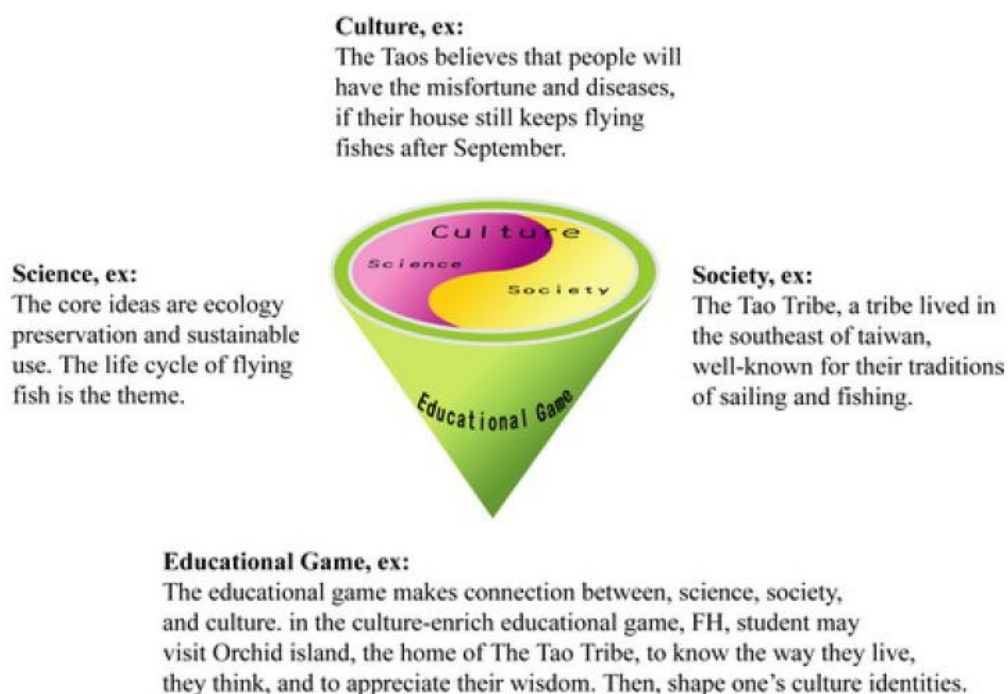 Culture, ex:
The Taos believes that people will
have the misfortune and diseases,
if their house still keeps flying
fishes after September.
Culture
Science
Society
Science, ex:
The core ideas are ecology
preservation and sustainable
use. The life cycle of flying
fish is the theme.
Society, ex:
The Tao Tribe, a tribe lived in
the southeast of taiwan,
well-known for their traditions
of sailing and fishing.
Educational Game
Educational Game, ex:
The educational game makes connection between, science, society,
and culture. in the culture-enrich educational game, FH, student may
visit Orchid island, the home of The Tao Tribe, to know the way they live,
they think, and to appreciate their wisdom. Then, shape one's culture identities.